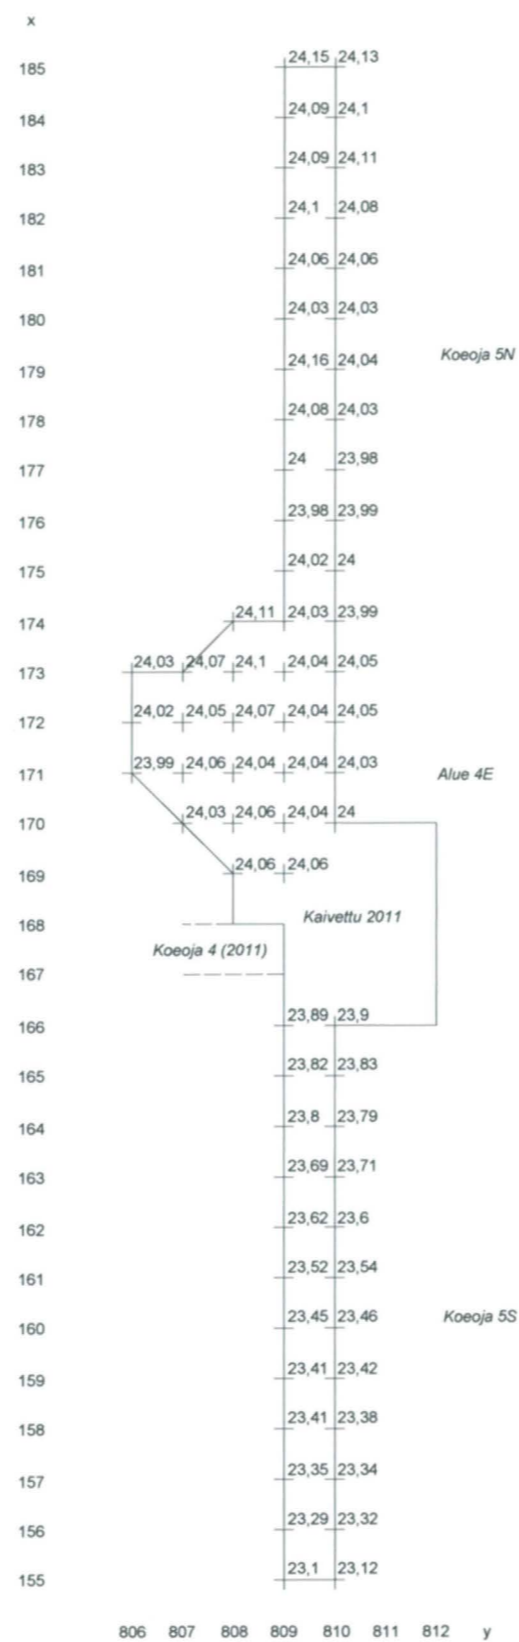 x
185 24,15 24,13
184 24,09 24,1
183 24,09 24,11
182 24,1 24,08
181 24,06 24,06
180 24,03 24,03
Koeoja 5N
179 24,16 24,04
178 24,08 24,03
177 24 23,98
176 23,98 23,99
175 24,02 24
174 24,11 24,03 23,99
173 24,03 24,07 24,1 24,04 24,05
172 24,02 24,05 24,07 24,04 24,05
171 23,99 24,06 24,04 24,04 24,03 Alue 4E
170 24,03 24,06 24,04 24
169 24,06 24,06
168 Kaivettu 2011
Koeoja 4 (2011)
167
166 23,89 23,9
165 23,82 23,83
164 23,8 23,79
163 23,69 23,71
162 23,62 23,6
161 23,52 23,54
160 23,45 23,46 Koeoja 5S
159 23,41 23,42
158 23,41 23,38
157 23,35 23,34
156 23,29 23,32
155 23,1 23,12
806 807 808 809 810 811 812 y